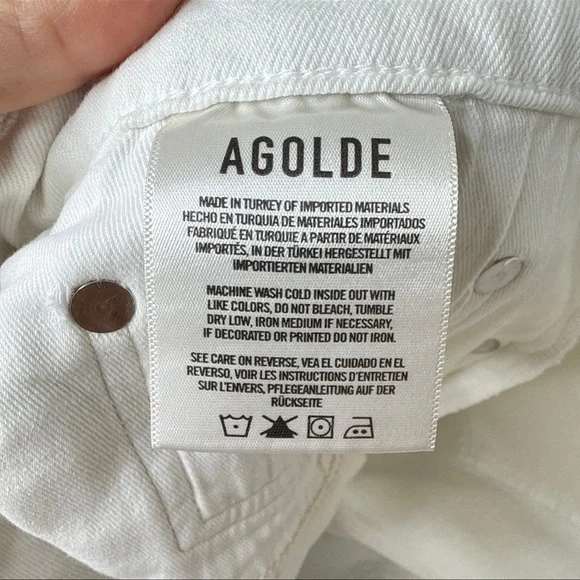 AGOLDE
MADE IN TURKEY OF IMPORTED MATERIALS
HECHO EN TURQUIA DE MATERIALES IMPORTADOS
FABRIQUÉ EN TURQUIE A PARTIR DE MATÉRIAUX
IMPORTÉS, IN DER TÜRKEI HERGESTELLT MIT
IMPORTIERTEN MATERIALIEN
MACHINE WASH COLD INSIDE OUT WITH
LIKE COLORS, DO NOT BLEACH, TUMBLE
DRY LOW, IRON MEDIUM IF NECESSARY,
IF DECORATED OR PRINTED DO NOT IRON.
SEE CARE ON REVERSE, VEA EL CUIDADO EN EL
REVERSO, VOIR LES INSTRUCTIONS D'ENTRETIEN
SUR L'ENVERS, PFLEGEANLEITUNG AUF DER
RÜCKSEITE